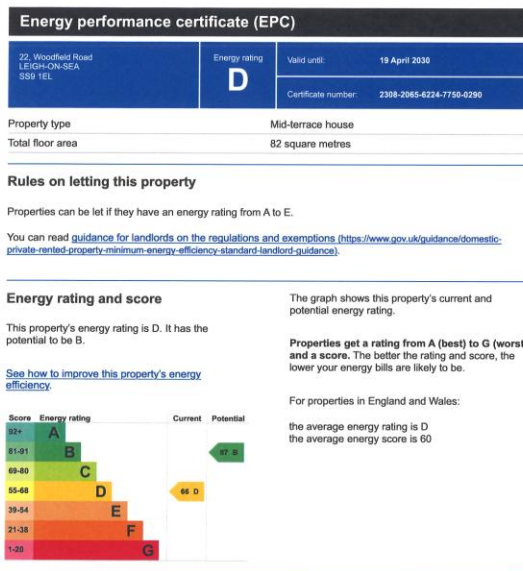 Energy performance certificate (EPC)
22, Woodfield Road
LEIGH-ON-SEA
SS9 1EL
Energy rating
D
Valid until:
19 April 2030
Certificate number:
2308-2065-6224-7750-0290
Property type
Mid-terrace house
Total floor area
82 square metres
Rules on letting this property
Properties can be let if they have an energy rating from A to E.
You can read guidance for landlords on the regulations and exemptions (https://www.gov.uk/guidance/domestic-
private-rented-property-minimum-energy-efficiency-standard-landlord-guidance).
Energy rating and score
This property's energy rating is D. It has the
potential to be B.
See how to improve this property's energy
efficiency.
Score Energy rating Current Potential
92+ A
81-91 B 87 B
69-80 C
55-68 D 66 D
39-54 E
21-38 F
1-20 G
The graph shows this property's current and
potential energy rating.
Properties get a rating from A (best) to G (worst
and a score. The better the rating and score, the
lower your energy bills are likely to be.
For properties in England and Wales:
the average energy rating is D
the average energy score is 60